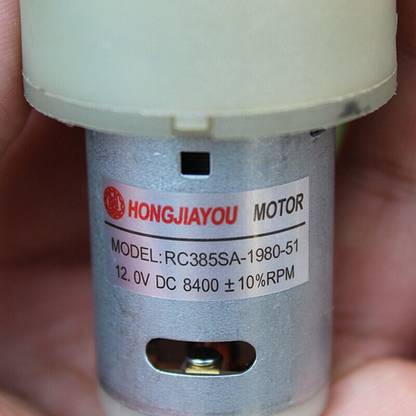 HONGJIAYOU MOTOR
MODEL:RC385SA-1980-51
12.0V DC 8400 ±10%RPM